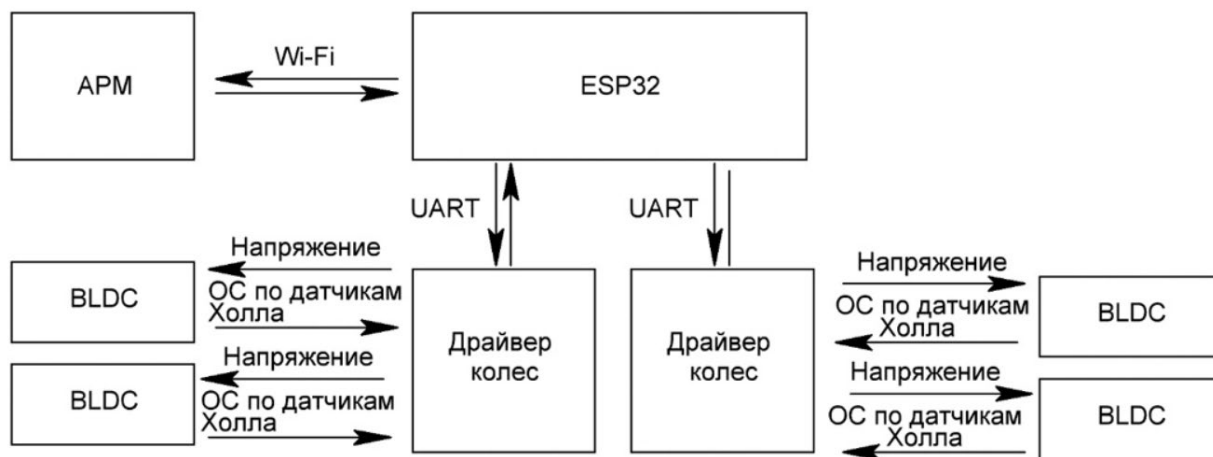 Wi-Fi
АРМ
ESP32
UART
UART
Напряжение
ОС по датчикам
Холла
BLDC
Напряжение
ОС по датчикам
Холла
BLDC
Драйвер
колес
Драйвер
колес
Напряжение
ОС по датчикам
Холла
BLDC
Напряжение
ОС по датчикам
Холла
BLDC